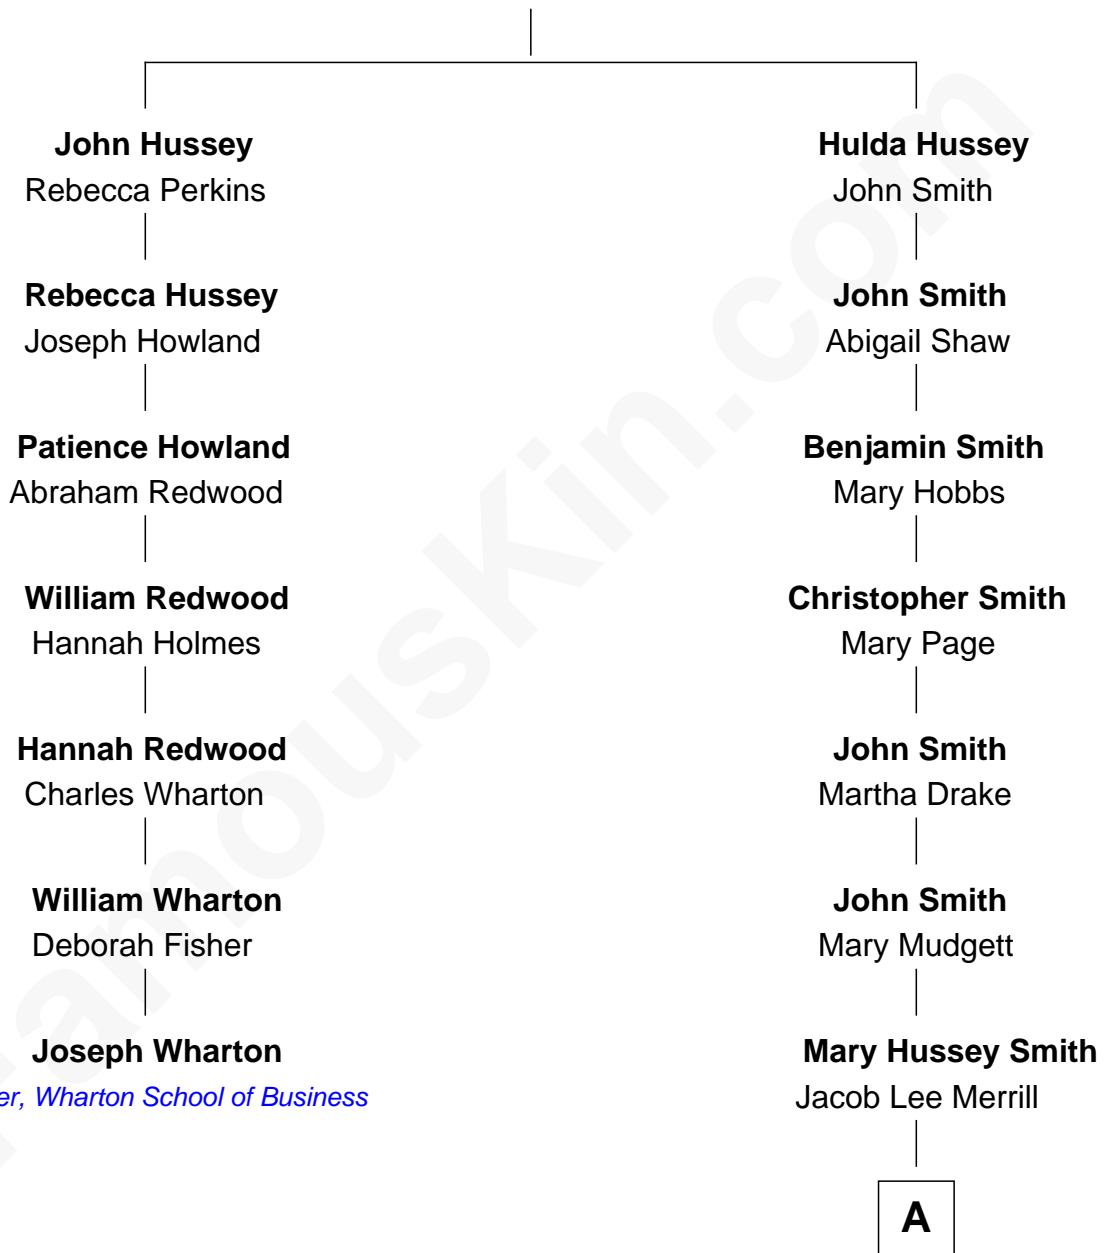 John Hussey
Rebecca Perkins
Rebecca Hussey
Joseph Howland
Patience Howland
Abraham Redwood
William Redwood
Hannah Holmes
Hannah Redwood
Charles Wharton
William Wharton
Deborah Fisher
Joseph Wharton
er, Wharton School of Business
Hulda Hussey
John Smith
John Smith
Abigail Shaw
Benjamin Smith
Mary Hobbs
Christopher Smith
Mary Page
John Smith
Martha Drake
John Smith
Mary Mudgett
Mary Hussey Smith
Jacob Lee Merrill
A
FamousKin.com